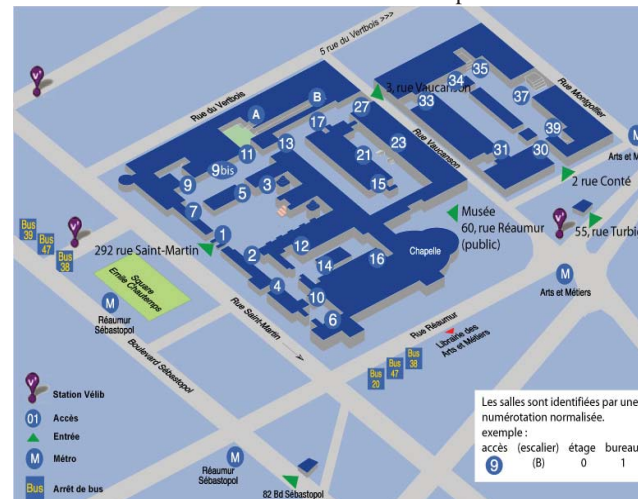 5 rue du Vertbois >>>
Rue du Vertbois
A
B
3, rue Vaucanson
Rue Vaucanson
Rue Montgolfier
35
34
33
37
39
31
30
27
23
21
17
15
13
11
9bis
9
5
3
7
1
2
12
14
16
4
10
6
Arts et M
2 rue Conté
Musée
60, rue Réaumur
(public)
55, rue Turbi
Chapelle
M
Arts et Métiers
292 rue Saint-Martin
Bus 39
Bus 47
Bus 38
Square
Emile Chautemps
M
Réaumur
Sébastopol
Rue Saint-Martin
Boulevard Sébastopol
Rue Réaumur
Librairie des
Arts et Métiers
Bus 20
Bus 47
Bus 38
Station Vélib
01 Accès
Entrée
M Métro
Bus Arrêt de bus
M
Réaumur
Sébastopol
82 Bd Sébastopol
Les salles sont identifiées par une
numérotation normalisée.
exemple :
accès (escalier) étage bureau
9 (B) 0 1